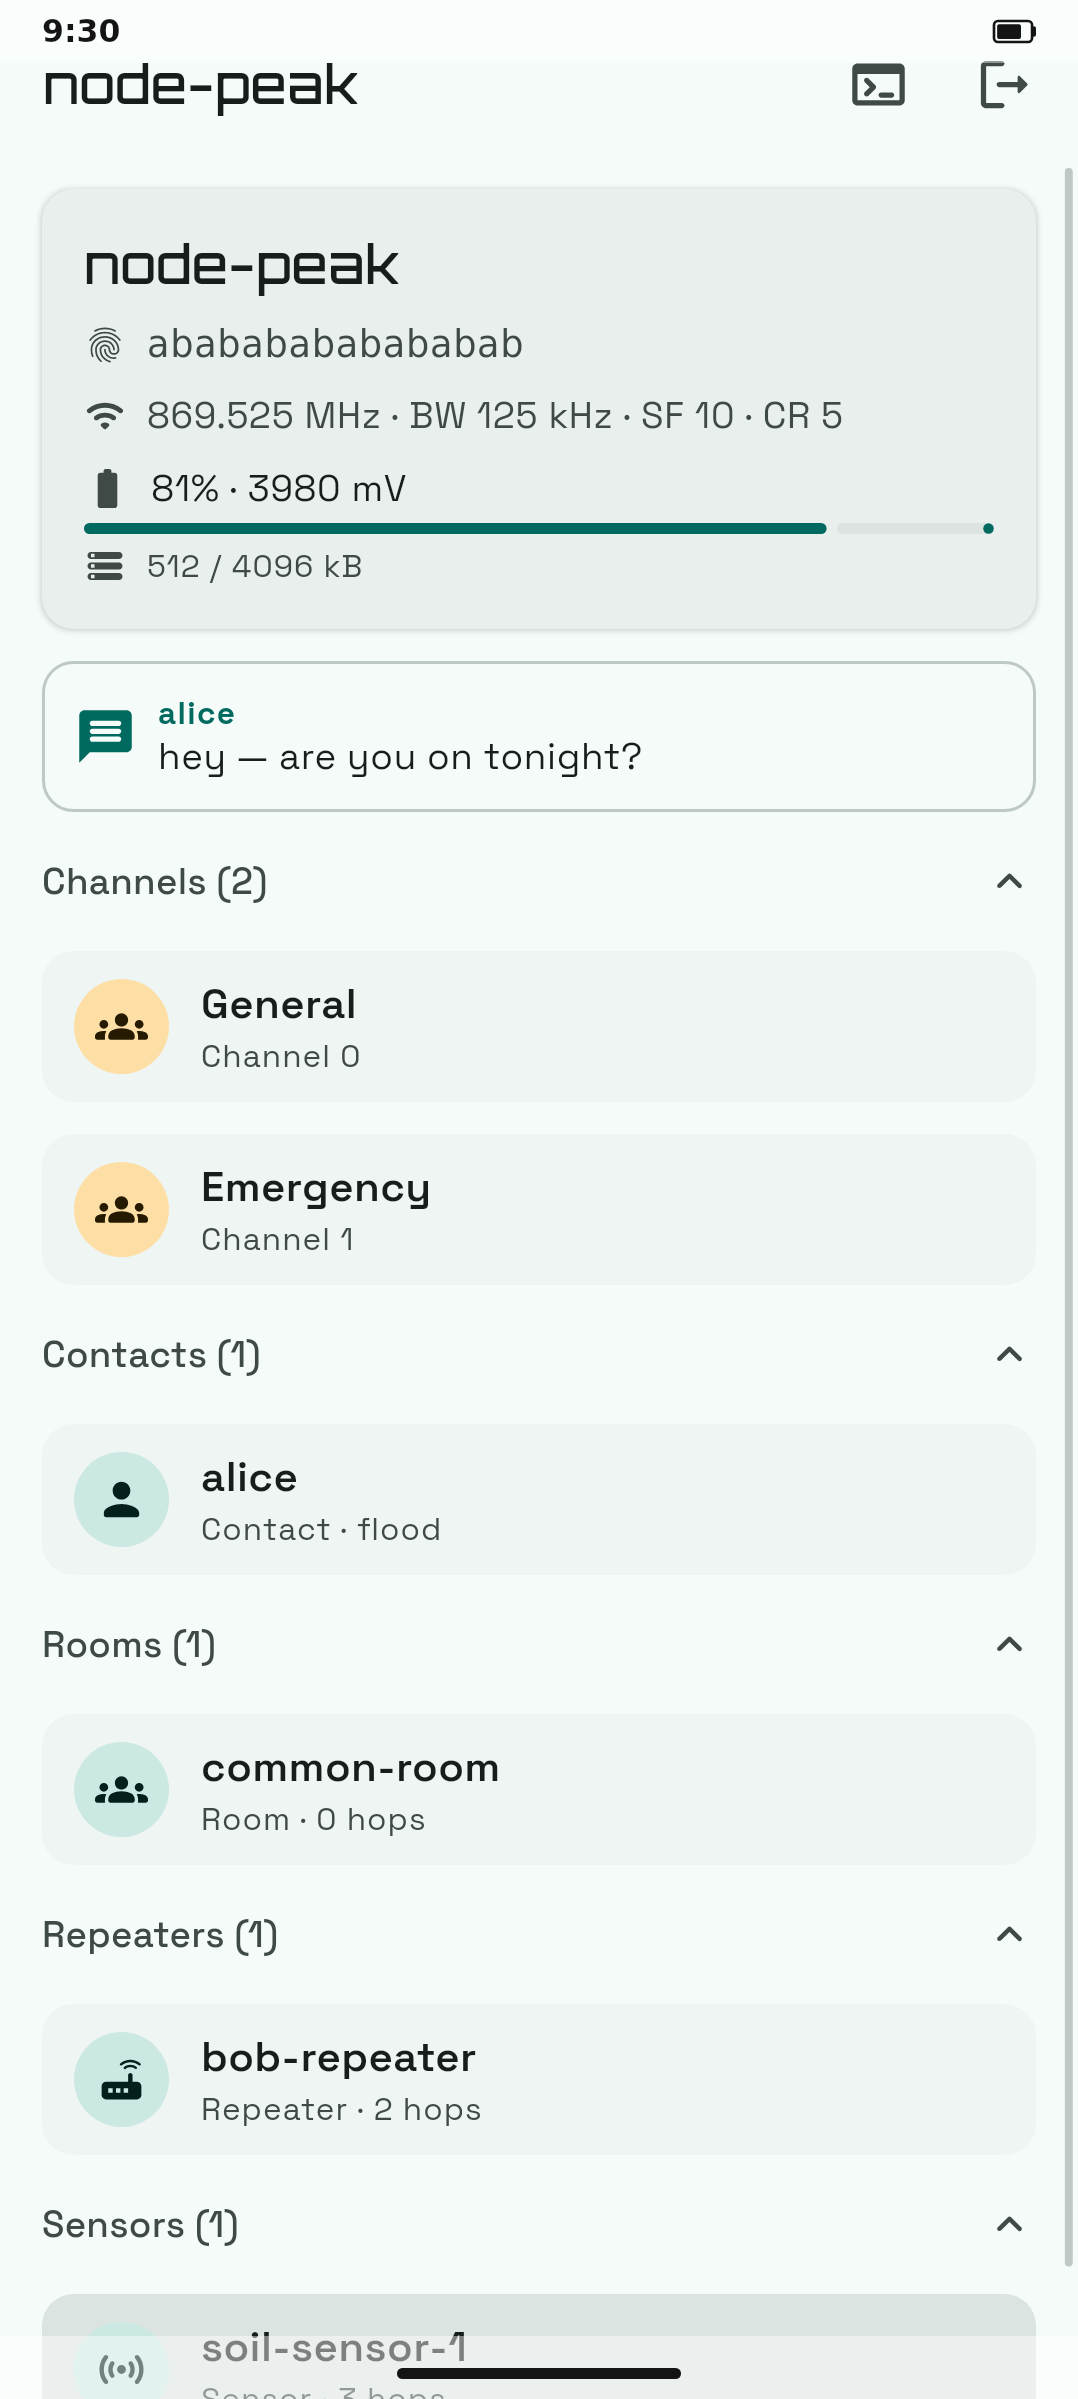 9:30
node-peak
node-peak
abababababababab
869.525 MHz · BW 125 kHz · SF 10 · CR 5
81% · 3980 mV
512 / 4096 kB
alice
hey — are you on tonight?
Channels (2)
General
Channel 0
Emergency
Channel 1
Contacts (1)
alice
Contact · flood
Rooms (1)
common-room
Room · 0 hops
Repeaters (1)
bob-repeater
Repeater · 2 hops
Sensors (1)
soil-sensor-1
Sensor · 3 hops